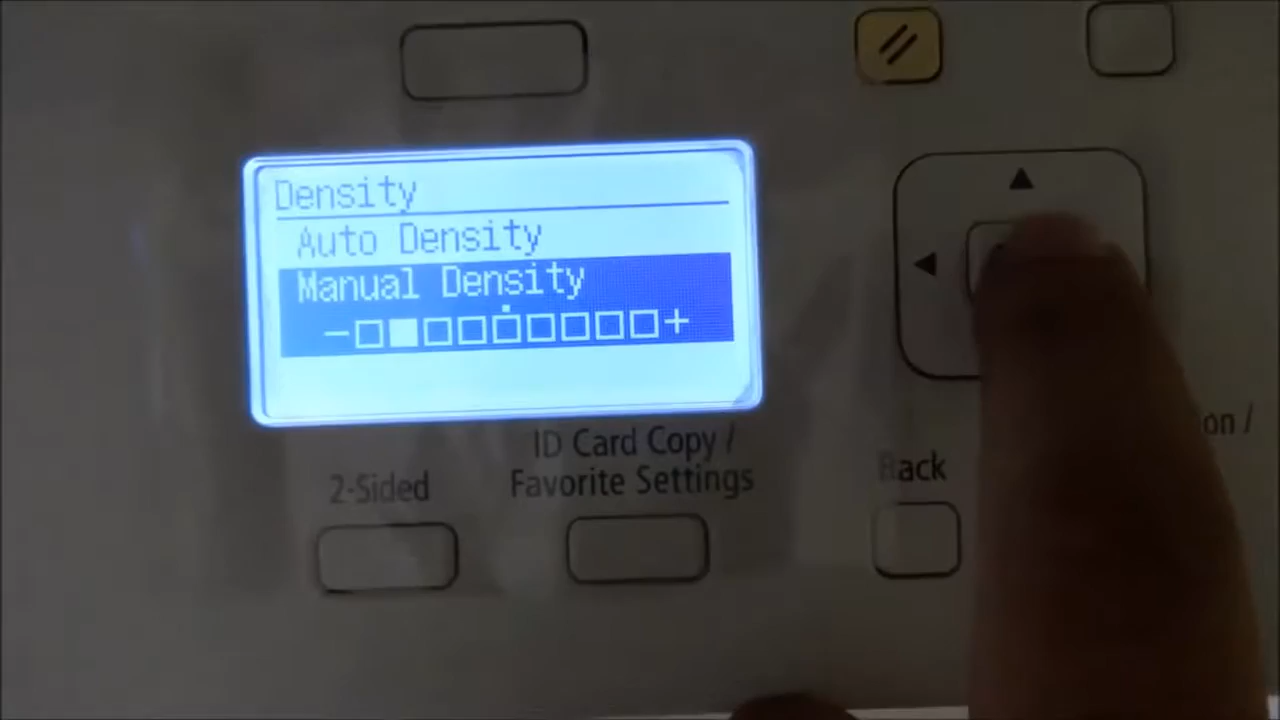 Density
Auto Density
Manual Density
- +
ID Card Copy /
Favorite Settings
2-Sided
Back
on /